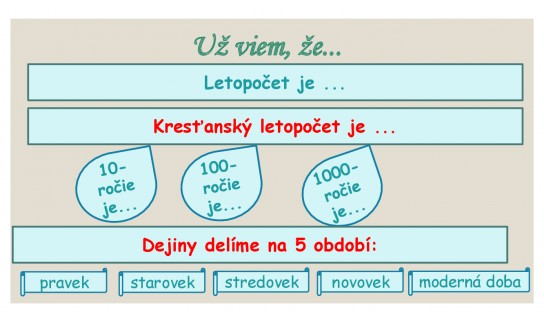 Už viem, že...
Letopočet je ...
Kresťanský letopočet je ...
10-
ročie
je...
100-
ročie
je...
1000-
ročie
je...
Dejiny delíme na 5 období:
pravek
starovek
stredovek
novovek
moderná doba